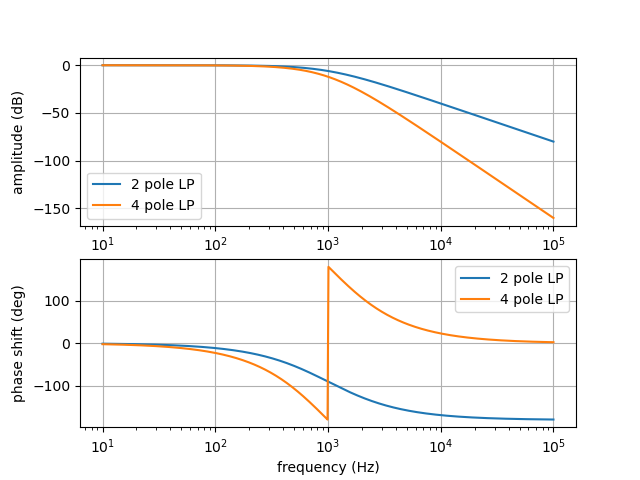 0
−50
−100
−150
amplitude (dB)
2 pole LP
4 pole LP
10¹
10²
10³
10⁴
10⁵
100
0
−100
phase shift (deg)
2 pole LP
4 pole LP
10¹
10²
10³
10⁴
10⁵
frequency (Hz)